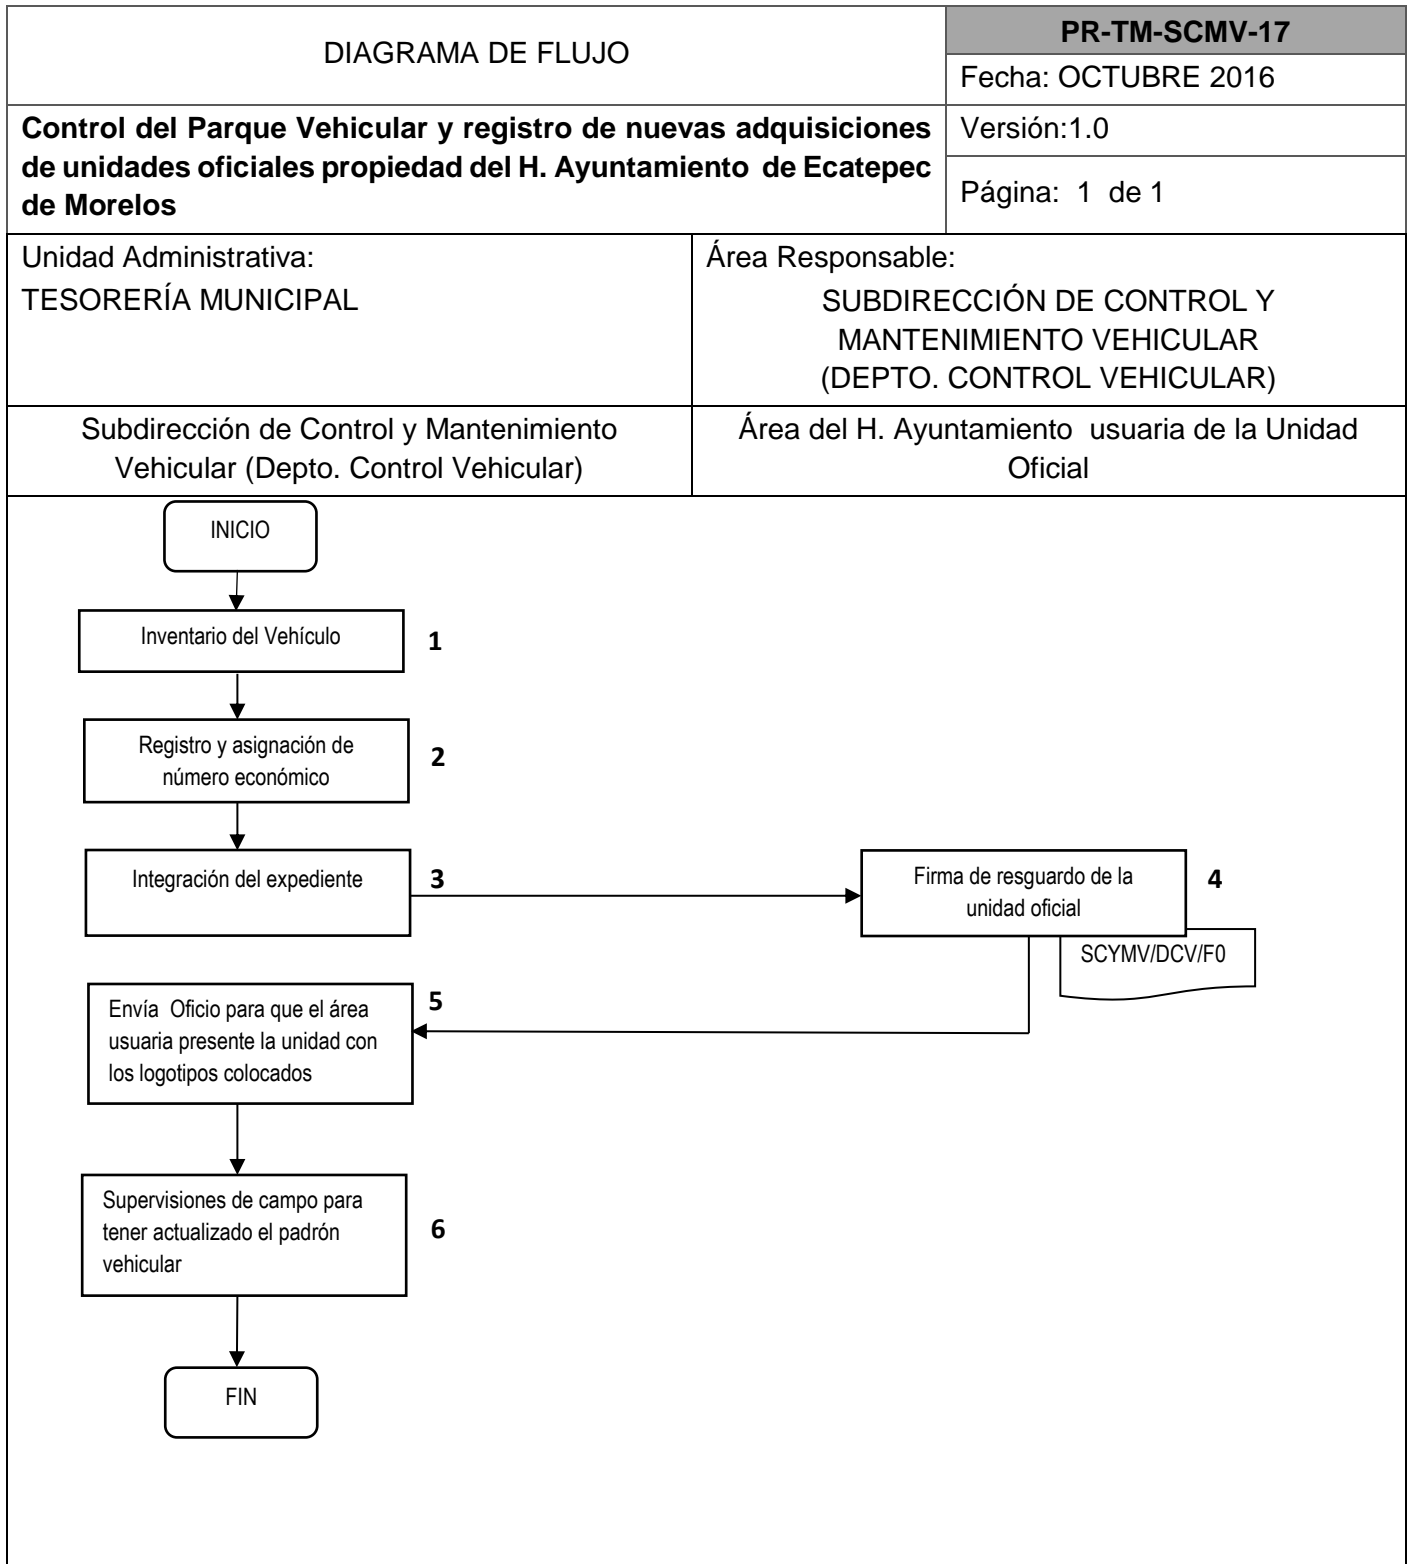 DIAGRAMA DE FLUJO
PR-TM-SCMV-17
Fecha: OCTUBRE 2016
Control del Parque Vehicular y registro de nuevas adquisiciones
de unidades oficiales propiedad del H. Ayuntamiento de Ecatepec
de Morelos
Versión:1.0
Página: 1 de 1
Unidad Administrativa:
TESORERÍA MUNICIPAL
Área Responsable:
SUBDIRECCIÓN DE CONTROL Y
MANTENIMIENTO VEHICULAR
(DEPTO. CONTROL VEHICULAR)
Subdirección de Control y Mantenimiento
Vehicular (Depto. Control Vehicular)
Área del H. Ayuntamiento usuaria de la Unidad
Oficial
INICIO
Inventario del Vehículo
1
Registro y asignación de
número económico
2
Integración del expediente
3
Firma de resguardo de la
unidad oficial
4
SCYMV/DCV/F0
Envía Oficio para que el área
usuaria presente la unidad con
los logotipos colocados
5
Supervisiones de campo para
tener actualizado el padrón
vehicular
6
FIN